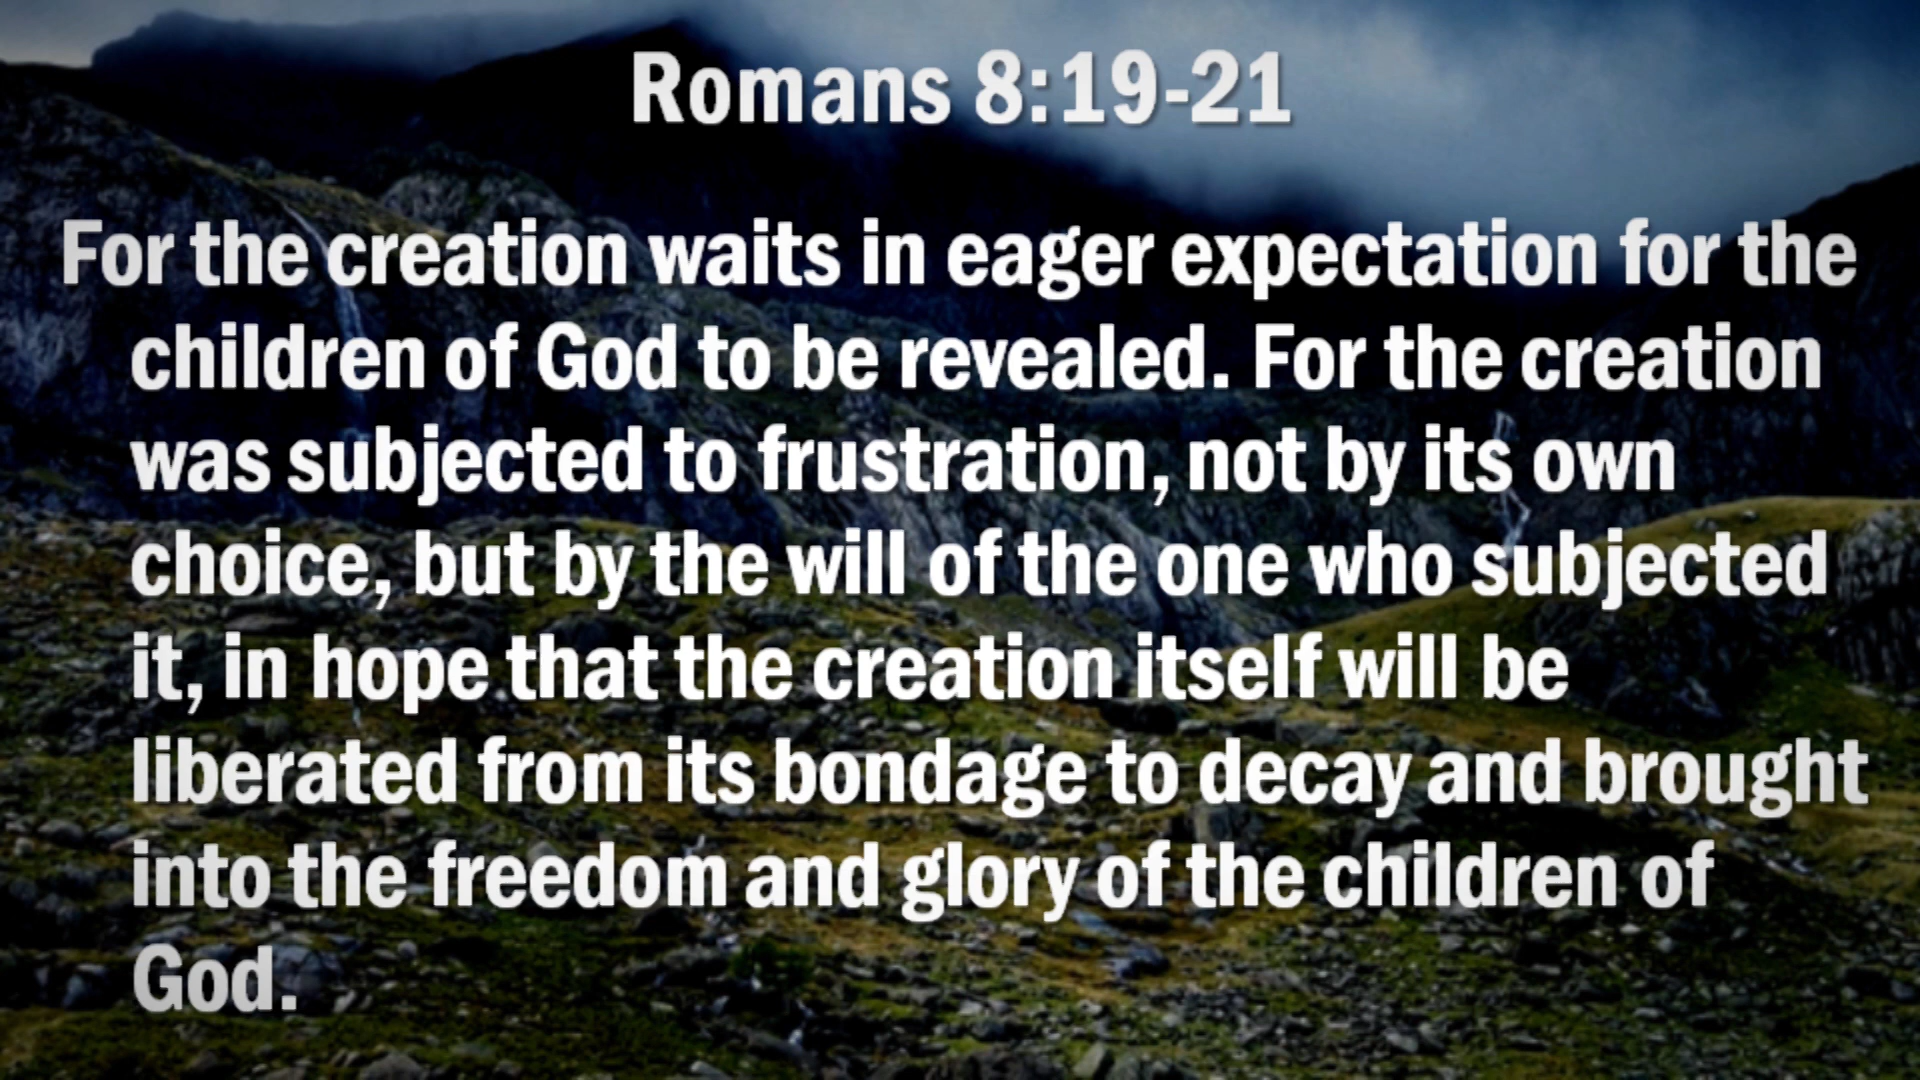 Romans 8:19-21
For the creation waits in eager expectation for the
children of God to be revealed. For the creation
was subjected to frustration, not by its own
choice, but by the will of the one who subjected
it, in hope that the creation itself will be
liberated from its bondage to decay and brought
into the freedom and glory of the children of
God.